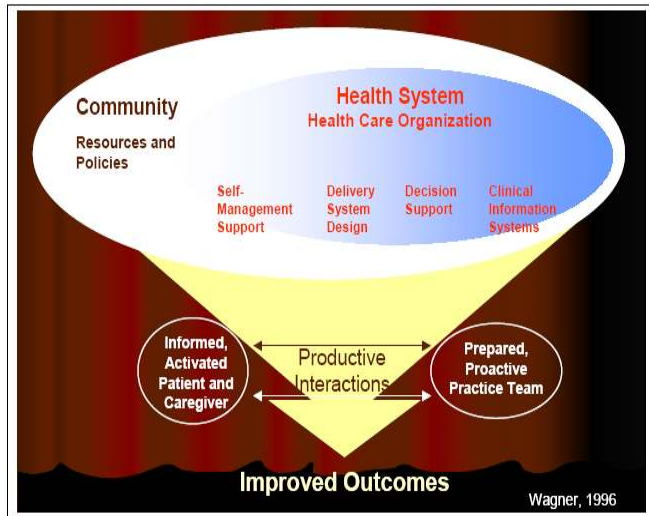 Community
Resources and
Policies
Health System
Health Care Organization
Self-
Management
Support
Delivery
System
Design
Decision
Support
Clinical
Information
Systems
Informed,
Activated
Patient and
Caregiver
Productive
Interactions
Prepared,
Proactive
Practice Team
Improved Outcomes
Wagner, 1996